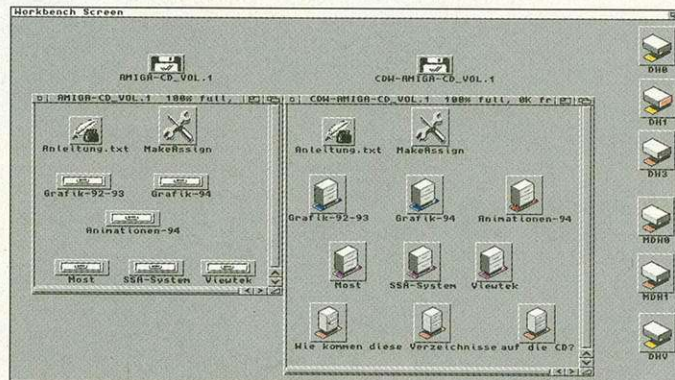 Workbench Screen
AMIGA-CD_VOL.1
CDW-AMIGA-CD_VOL.1
DH0
AMIGA-CD_VOL.1 100% full,
Anleitung.txt
MakeAssign
Grafik-92-93
Grafik-94
Animationen-94
Most
SSA-System
Viewtek
CDW-AMIGA-CD_VOL.1 100% full, 0K fr
Anleitung.txt
MakeAssign
Grafik-92-93
Grafik-94
Animationen-94
Most
SSA-System
Viewtek
Wie kommen diese Verzeichnisse auf die CD?
DH1
DH3
MDH0
MDH1
DHV